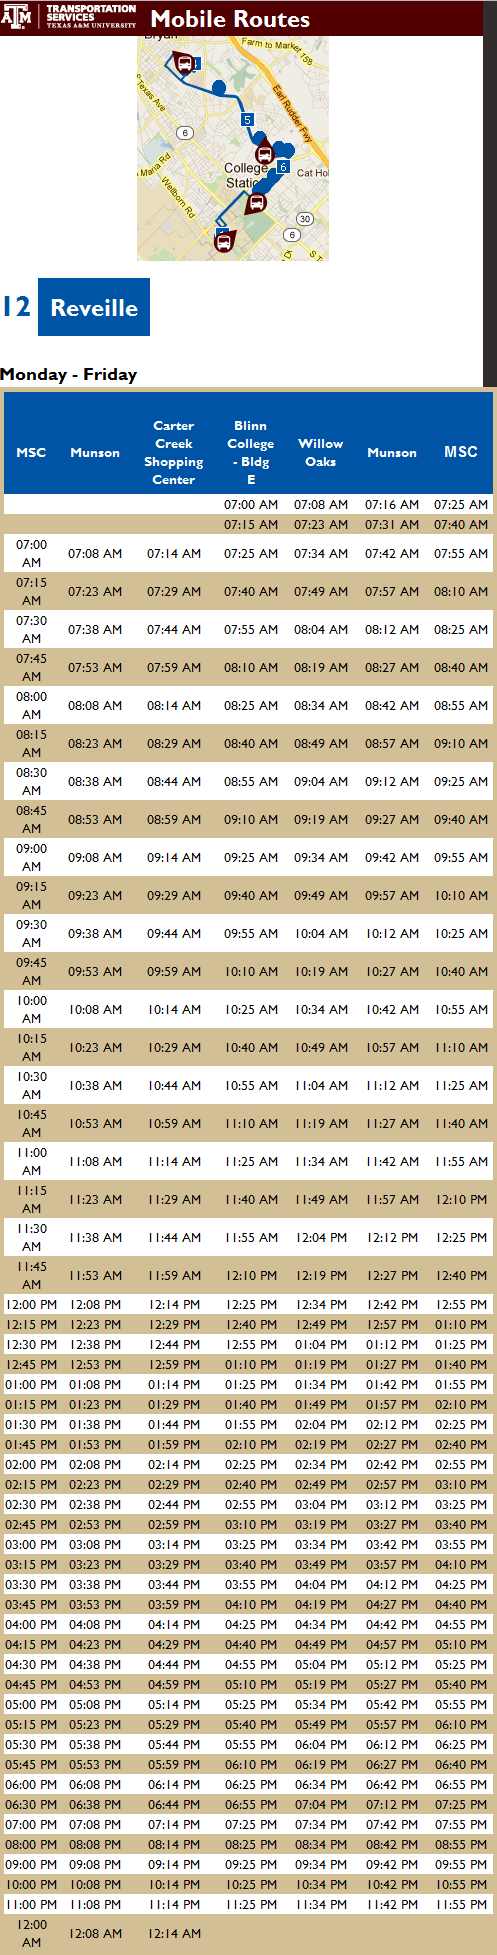 TRANSPORTATION
SERVICES
TEXAS A&M UNIVERSITY
Mobile Routes
Bryan
Farm to Market 158
Texas Ave
Earl Rudder Fwy
5
6
Maria Rd
6
College
Cat Hol
Wellborn Rd
30
6
12 Reveille
Monday - Friday
MSC Munson Carter Creek Shopping Center Blinn College - Bldg E Willow Oaks Munson MSC
07:00 AM 07:08 AM 07:16 AM 07:25 AM
07:15 AM 07:23 AM 07:31 AM 07:40 AM
07:00 AM 07:08 AM 07:14 AM 07:25 AM 07:34 AM 07:42 AM 07:55 AM
07:15 AM 07:23 AM 07:29 AM 07:40 AM 07:49 AM 07:57 AM 08:10 AM
07:30 AM 07:38 AM 07:44 AM 07:55 AM 08:04 AM 08:12 AM 08:25 AM
07:45 AM 07:53 AM 07:59 AM 08:10 AM 08:19 AM 08:27 AM 08:40 AM
08:00 AM 08:08 AM 08:14 AM 08:25 AM 08:34 AM 08:42 AM 08:55 AM
08:15 AM 08:23 AM 08:29 AM 08:40 AM 08:49 AM 08:57 AM 09:10 AM
08:30 AM 08:38 AM 08:44 AM 08:55 AM 09:04 AM 09:12 AM 09:25 AM
08:45 AM 08:53 AM 08:59 AM 09:10 AM 09:19 AM 09:27 AM 09:40 AM
09:00 AM 09:08 AM 09:14 AM 09:25 AM 09:34 AM 09:42 AM 09:55 AM
09:15 AM 09:23 AM 09:29 AM 09:40 AM 09:49 AM 09:57 AM 10:10 AM
09:30 AM 09:38 AM 09:44 AM 09:55 AM 10:04 AM 10:12 AM 10:25 AM
09:45 AM 09:53 AM 09:59 AM 10:10 AM 10:19 AM 10:27 AM 10:40 AM
10:00 AM 10:08 AM 10:14 AM 10:25 AM 10:34 AM 10:42 AM 10:55 AM
10:15 AM 10:23 AM 10:29 AM 10:40 AM 10:49 AM 10:57 AM 11:10 AM
10:30 AM 10:38 AM 10:44 AM 10:55 AM 11:04 AM 11:12 AM 11:25 AM
10:45 AM 10:53 AM 10:59 AM 11:10 AM 11:19 AM 11:27 AM 11:40 AM
11:00 AM 11:08 AM 11:14 AM 11:25 AM 11:34 AM 11:42 AM 11:55 AM
11:15 AM 11:23 AM 11:29 AM 11:40 AM 11:49 AM 11:57 AM 12:10 PM
11:30 AM 11:38 AM 11:44 AM 11:55 AM 12:04 PM 12:12 PM 12:25 PM
11:45 AM 11:53 AM 11:59 AM 12:10 PM 12:19 PM 12:27 PM 12:40 PM
12:00 PM 12:08 PM 12:14 PM 12:25 PM 12:34 PM 12:42 PM 12:55 PM
12:15 PM 12:23 PM 12:29 PM 12:40 PM 12:49 PM 12:57 PM 01:10 PM
12:30 PM 12:38 PM 12:44 PM 12:55 PM 01:04 PM 01:12 PM 01:25 PM
12:45 PM 12:53 PM 12:59 PM 01:10 PM 01:19 PM 01:27 PM 01:40 PM
01:00 PM 01:08 PM 01:14 PM 01:25 PM 01:34 PM 01:42 PM 01:55 PM
01:15 PM 01:23 PM 01:29 PM 01:40 PM 01:49 PM 01:57 PM 02:10 PM
01:30 PM 01:38 PM 01:44 PM 01:55 PM 02:04 PM 02:12 PM 02:25 PM
01:45 PM 01:53 PM 01:59 PM 02:10 PM 02:19 PM 02:27 PM 02:40 PM
02:00 PM 02:08 PM 02:14 PM 02:25 PM 02:34 PM 02:42 PM 02:55 PM
02:15 PM 02:23 PM 02:29 PM 02:40 PM 02:49 PM 02:57 PM 03:10 PM
02:30 PM 02:38 PM 02:44 PM 02:55 PM 03:04 PM 03:12 PM 03:25 PM
02:45 PM 02:53 PM 02:59 PM 03:10 PM 03:19 PM 03:27 PM 03:40 PM
03:00 PM 03:08 PM 03:14 PM 03:25 PM 03:34 PM 03:42 PM 03:55 PM
03:15 PM 03:23 PM 03:29 PM 03:40 PM 03:49 PM 03:57 PM 04:10 PM
03:30 PM 03:38 PM 03:44 PM 03:55 PM 04:04 PM 04:12 PM 04:25 PM
03:45 PM 03:53 PM 03:59 PM 04:10 PM 04:19 PM 04:27 PM 04:40 PM
04:00 PM 04:08 PM 04:14 PM 04:25 PM 04:34 PM 04:42 PM 04:55 PM
04:15 PM 04:23 PM 04:29 PM 04:40 PM 04:49 PM 04:57 PM 05:10 PM
04:30 PM 04:38 PM 04:44 PM 04:55 PM 05:04 PM 05:12 PM 05:25 PM
04:45 PM 04:53 PM 04:59 PM 05:10 PM 05:19 PM 05:27 PM 05:40 PM
05:00 PM 05:08 PM 05:14 PM 05:25 PM 05:34 PM 05:42 PM 05:55 PM
05:15 PM 05:23 PM 05:29 PM 05:40 PM 05:49 PM 05:57 PM 06:10 PM
05:30 PM 05:38 PM 05:44 PM 05:55 PM 06:04 PM 06:12 PM 06:25 PM
05:45 PM 05:53 PM 05:59 PM 06:10 PM 06:19 PM 06:27 PM 06:40 PM
06:00 PM 06:08 PM 06:14 PM 06:25 PM 06:34 PM 06:42 PM 06:55 PM
06:30 PM 06:38 PM 06:44 PM 06:55 PM 07:04 PM 07:12 PM 07:25 PM
07:00 PM 07:08 PM 07:14 PM 07:25 PM 07:34 PM 07:42 PM 07:55 PM
08:00 PM 08:08 PM 08:14 PM 08:25 PM 08:34 PM 08:42 PM 08:55 PM
09:00 PM 09:08 PM 09:14 PM 09:25 PM 09:34 PM 09:42 PM 09:55 PM
10:00 PM 10:08 PM 10:14 PM 10:25 PM 10:34 PM 10:42 PM 10:55 PM
11:00 PM 11:08 PM 11:14 PM 11:25 PM 11:34 PM 11:42 PM 11:55 PM
12:00 AM 12:08 AM 12:14 AM